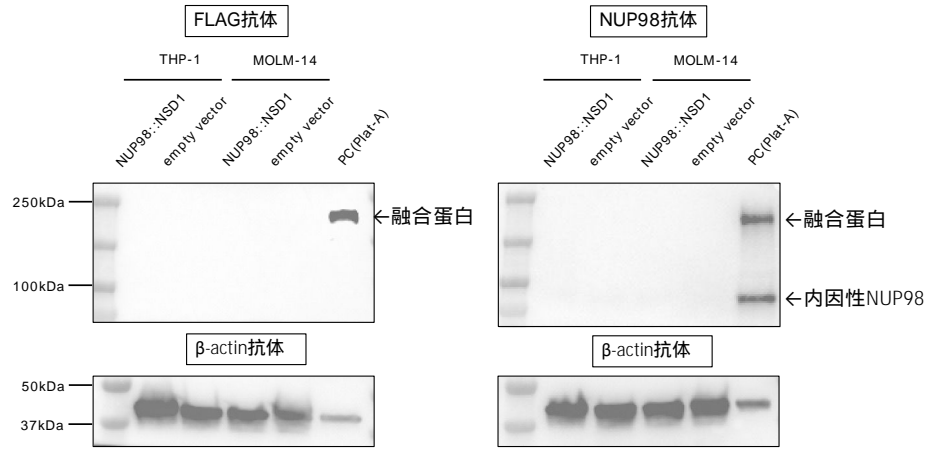 FLAG抗体
THP-1
MOLM-14
NUP98::NSD1
empty vector
NUP98::NSD1
empty vector
PC(Plat-A)
250kDa
100kDa
←融合蛋白
β-actin抗体
50kDa
37kDa
NUP98抗体
THP-1
MOLM-14
NUP98::NSD1
empty vector
NUP98::NSD1
empty vector
PC(Plat-A)
←融合蛋白
←内因性NUP98
β-actin抗体